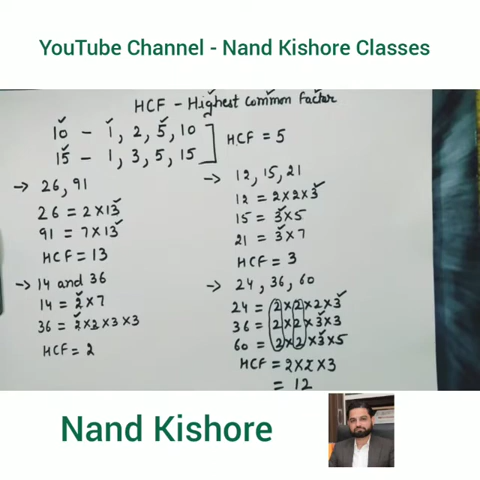 YouTube Channel - Nand Kishore Classes
HCF - Highest Common Factor
10 - 1, 2, 5, 10
15 - 1, 3, 5, 15
HCF = 5
→ 26, 91
26 = 2×13
91 = 7×13
HCF = 13
→ 14 and 36
14 = 2×7
36 = 2×2×3×3
HCF = 2
→ 12, 15, 21
12 = 2×2×3
15 = 3×5
21 = 3×7
HCF = 3
→ 24, 36, 60
24 = 2×2×2×3
36 = 2×2×3×3
60 = 2×2×3×5
HCF = 2×2×3
= 12
Nand Kishore